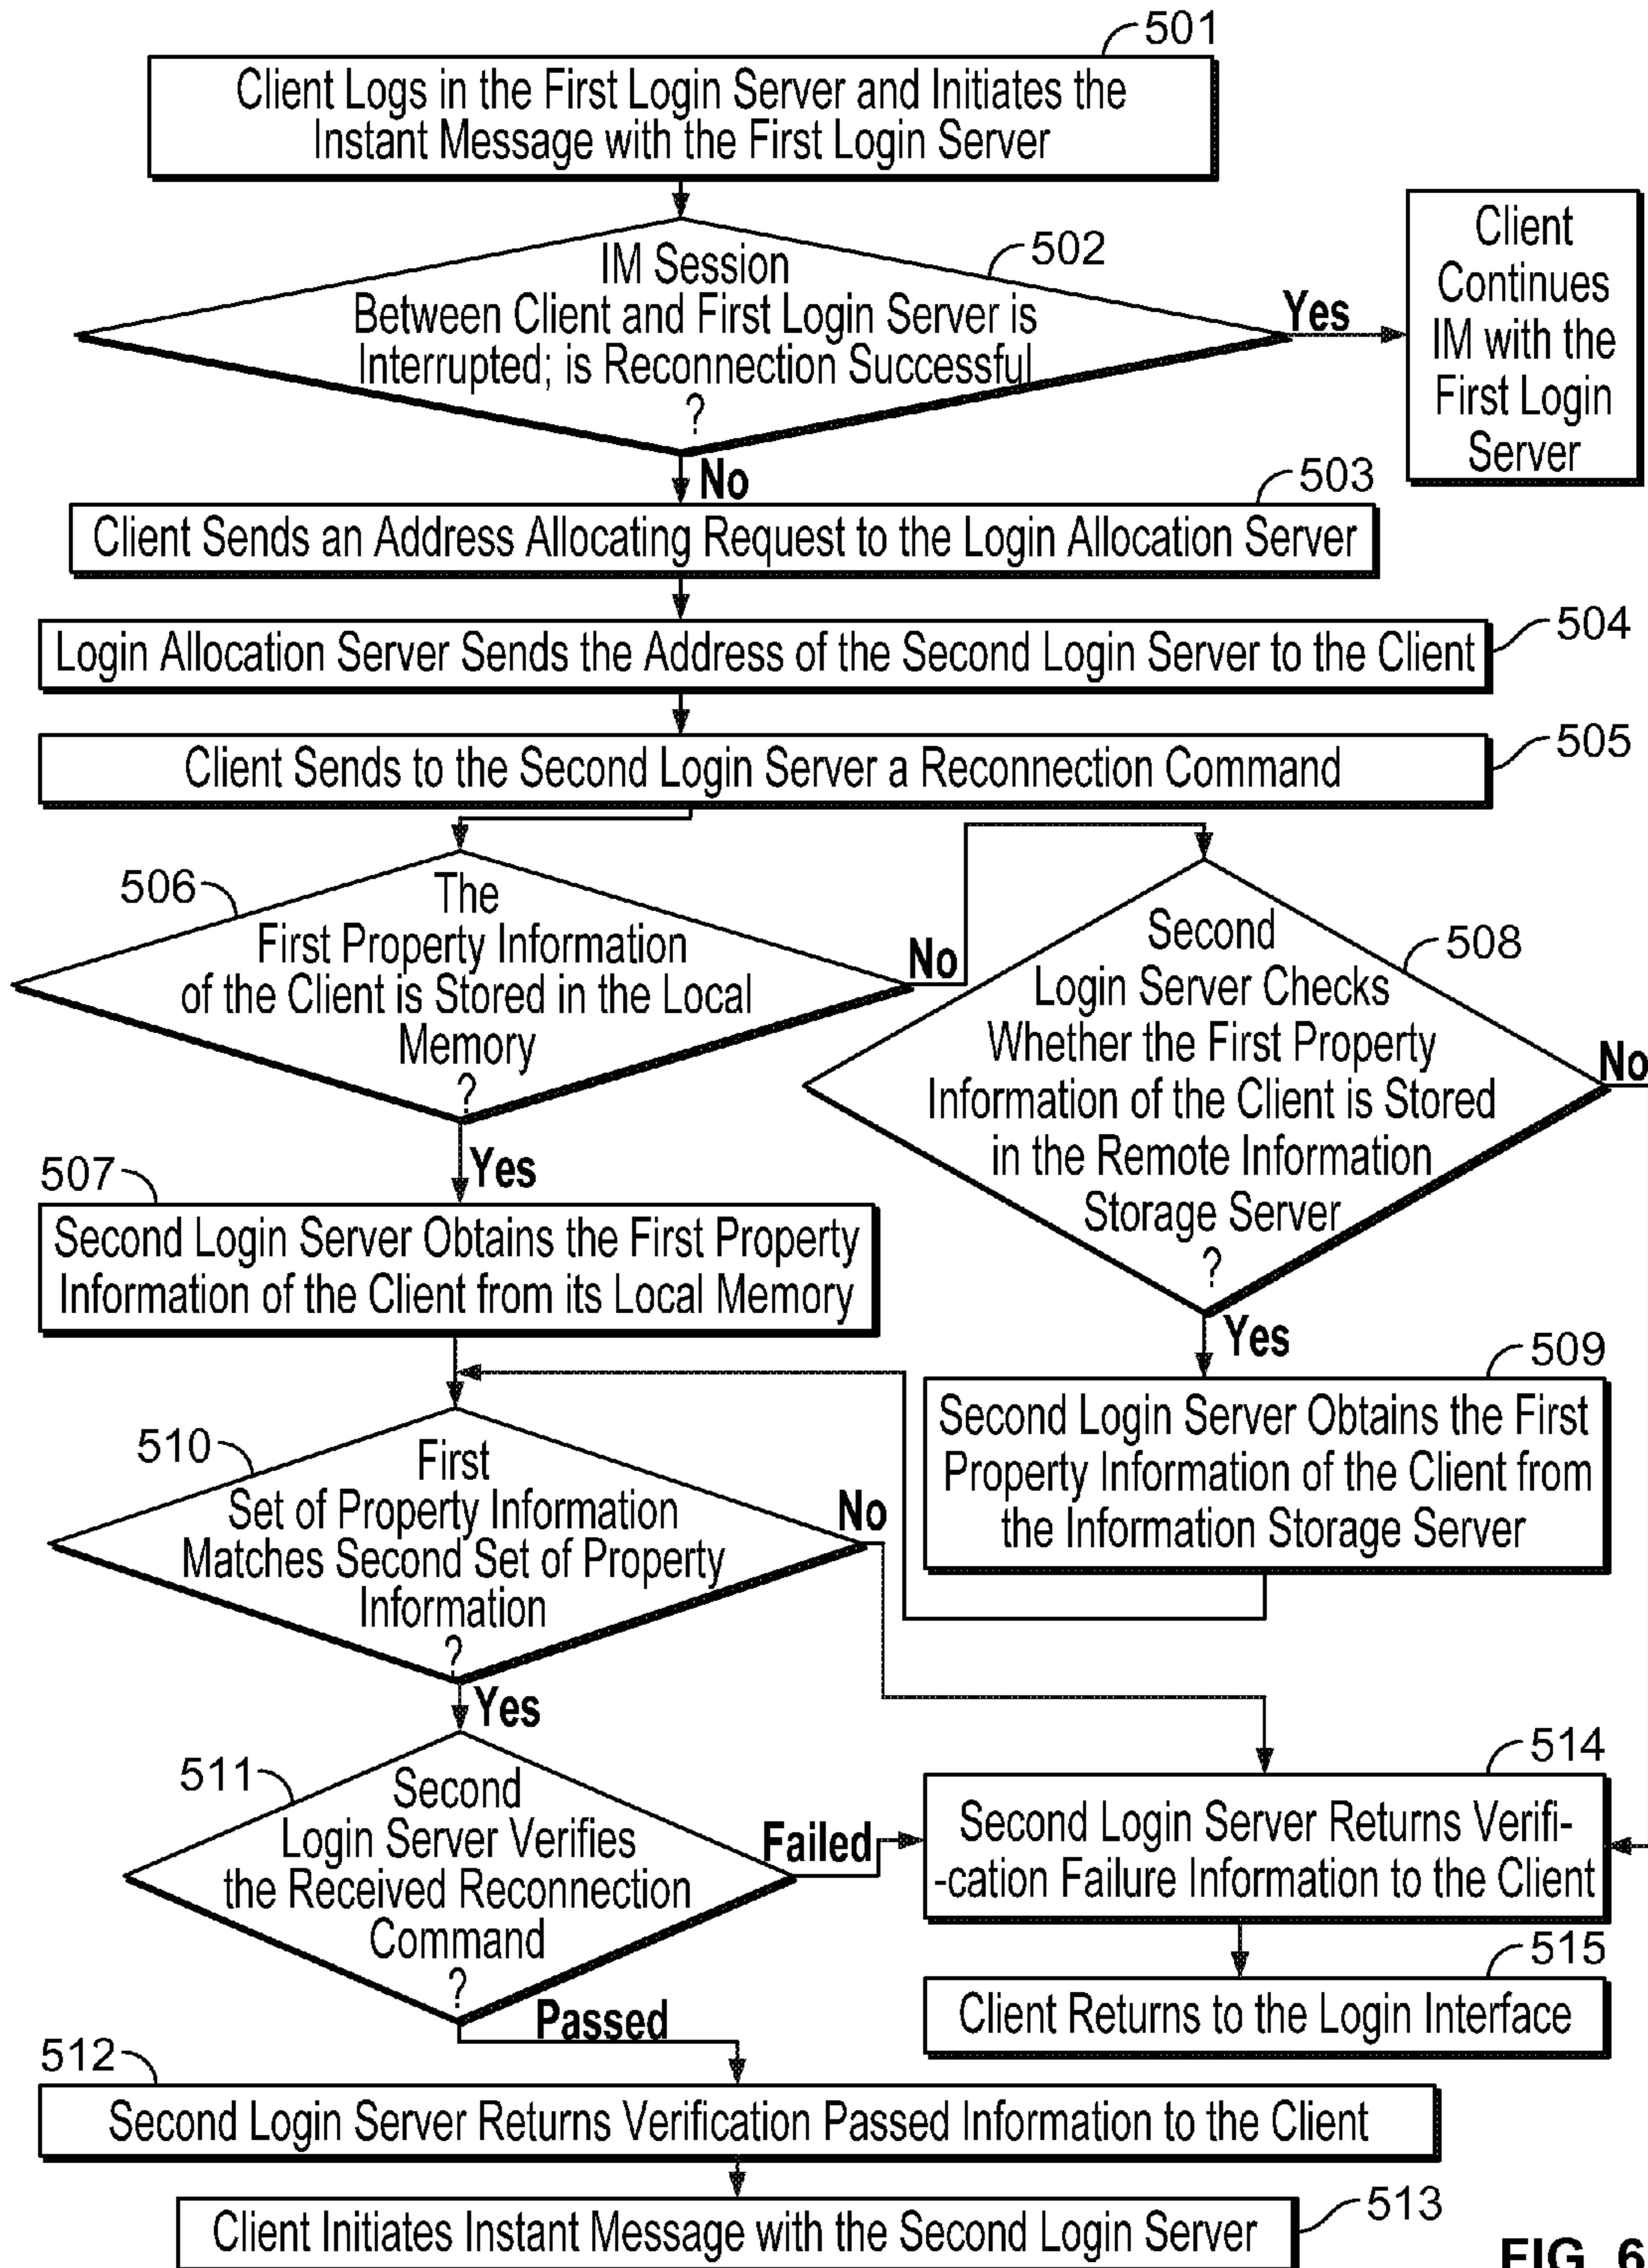 501
Client Logs in the First Login Server and Initiates the
Instant Message with the First Login Server
502
IM Session
Between Client and First Login Server is
Interrupted; is Reconnection Successful
?
Yes
Client
Continues
IM with the
First Login
Server
No
503
Client Sends an Address Allocating Request to the Login Allocation Server
504
Login Allocation Server Sends the Address of the Second Login Server to the Client
505
Client Sends to the Second Login Server a Reconnection Command
506
The
First Property Information
of the Client is Stored in the Local
Memory
?
No
508
Second
Login Server Checks
Whether the First Property
Information of the Client is Stored
in the Remote Information
Storage Server
?
No
Yes
507
Second Login Server Obtains the First Property
Information of the Client from its Local Memory
Yes
509
Second Login Server Obtains the First
Property Information of the Client from
the Information Storage Server
510
First
Set of Property Information
Matches Second Set of Property
Information
?
No
Yes
511
Second
Login Server Verifies
the Received Reconnection
Command
?
Failed
514
Second Login Server Returns Verifi-
-cation Failure Information to the Client
515
Client Returns to the Login Interface
Passed
512
Second Login Server Returns Verification Passed Information to the Client
513
Client Initiates Instant Message with the Second Login Server
FIG. 6